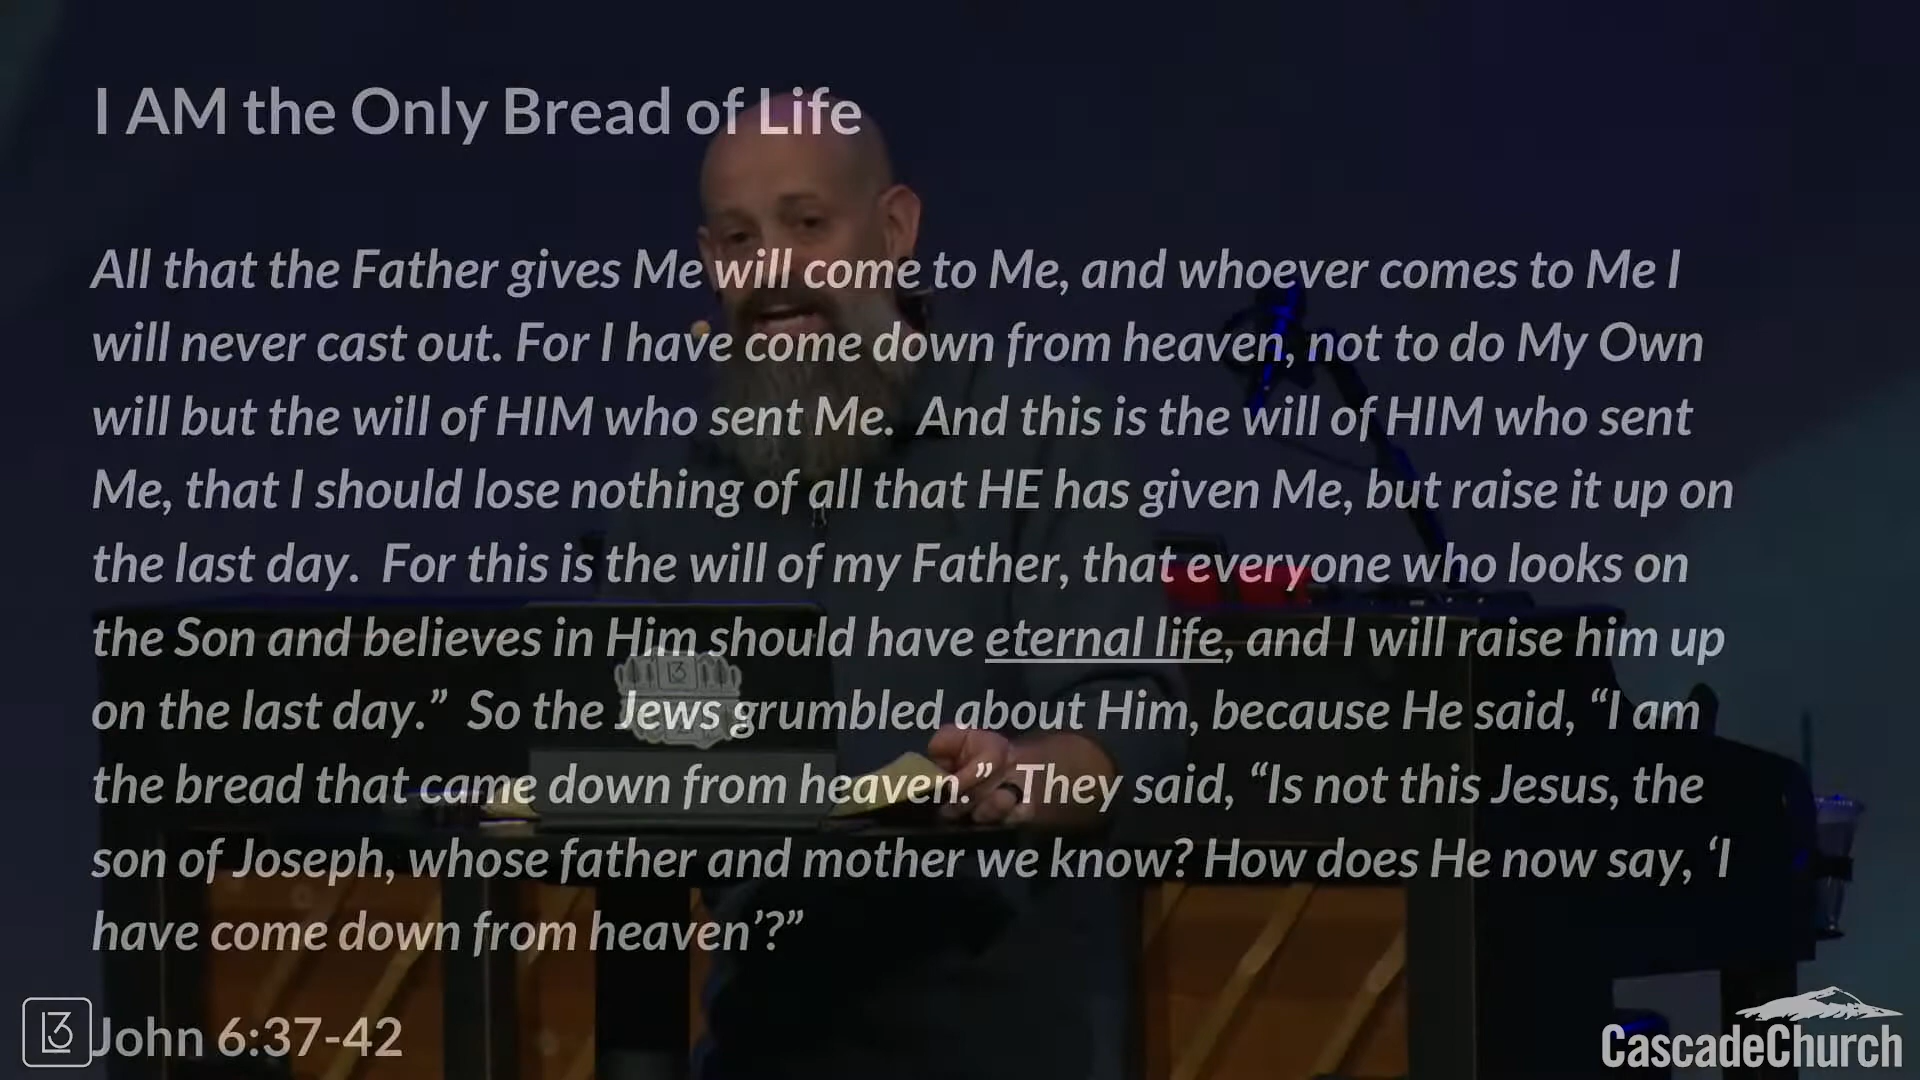 I AM the Only Bread of Life
All that the Father gives Me will come to Me, and whoever comes to Me I
will never cast out. For I have come down from heaven, not to do My Own
will but the will of HIM who sent Me.  And this is the will of HIM who sent
Me, that I should lose nothing of all that HE has given Me, but raise it up on
the last day.  For this is the will of my Father, that everyone who looks on
the Son and believes in Him should have eternal life, and I will raise him up
on the last day.”  So the Jews grumbled about Him, because He said, “I am
the bread that came down from heaven.”  They said, “Is not this Jesus, the
son of Joseph, whose father and mother we know? How does He now say, ‘I
have come down from heaven’?”
L3 John 6:37-42
CascadeChurch